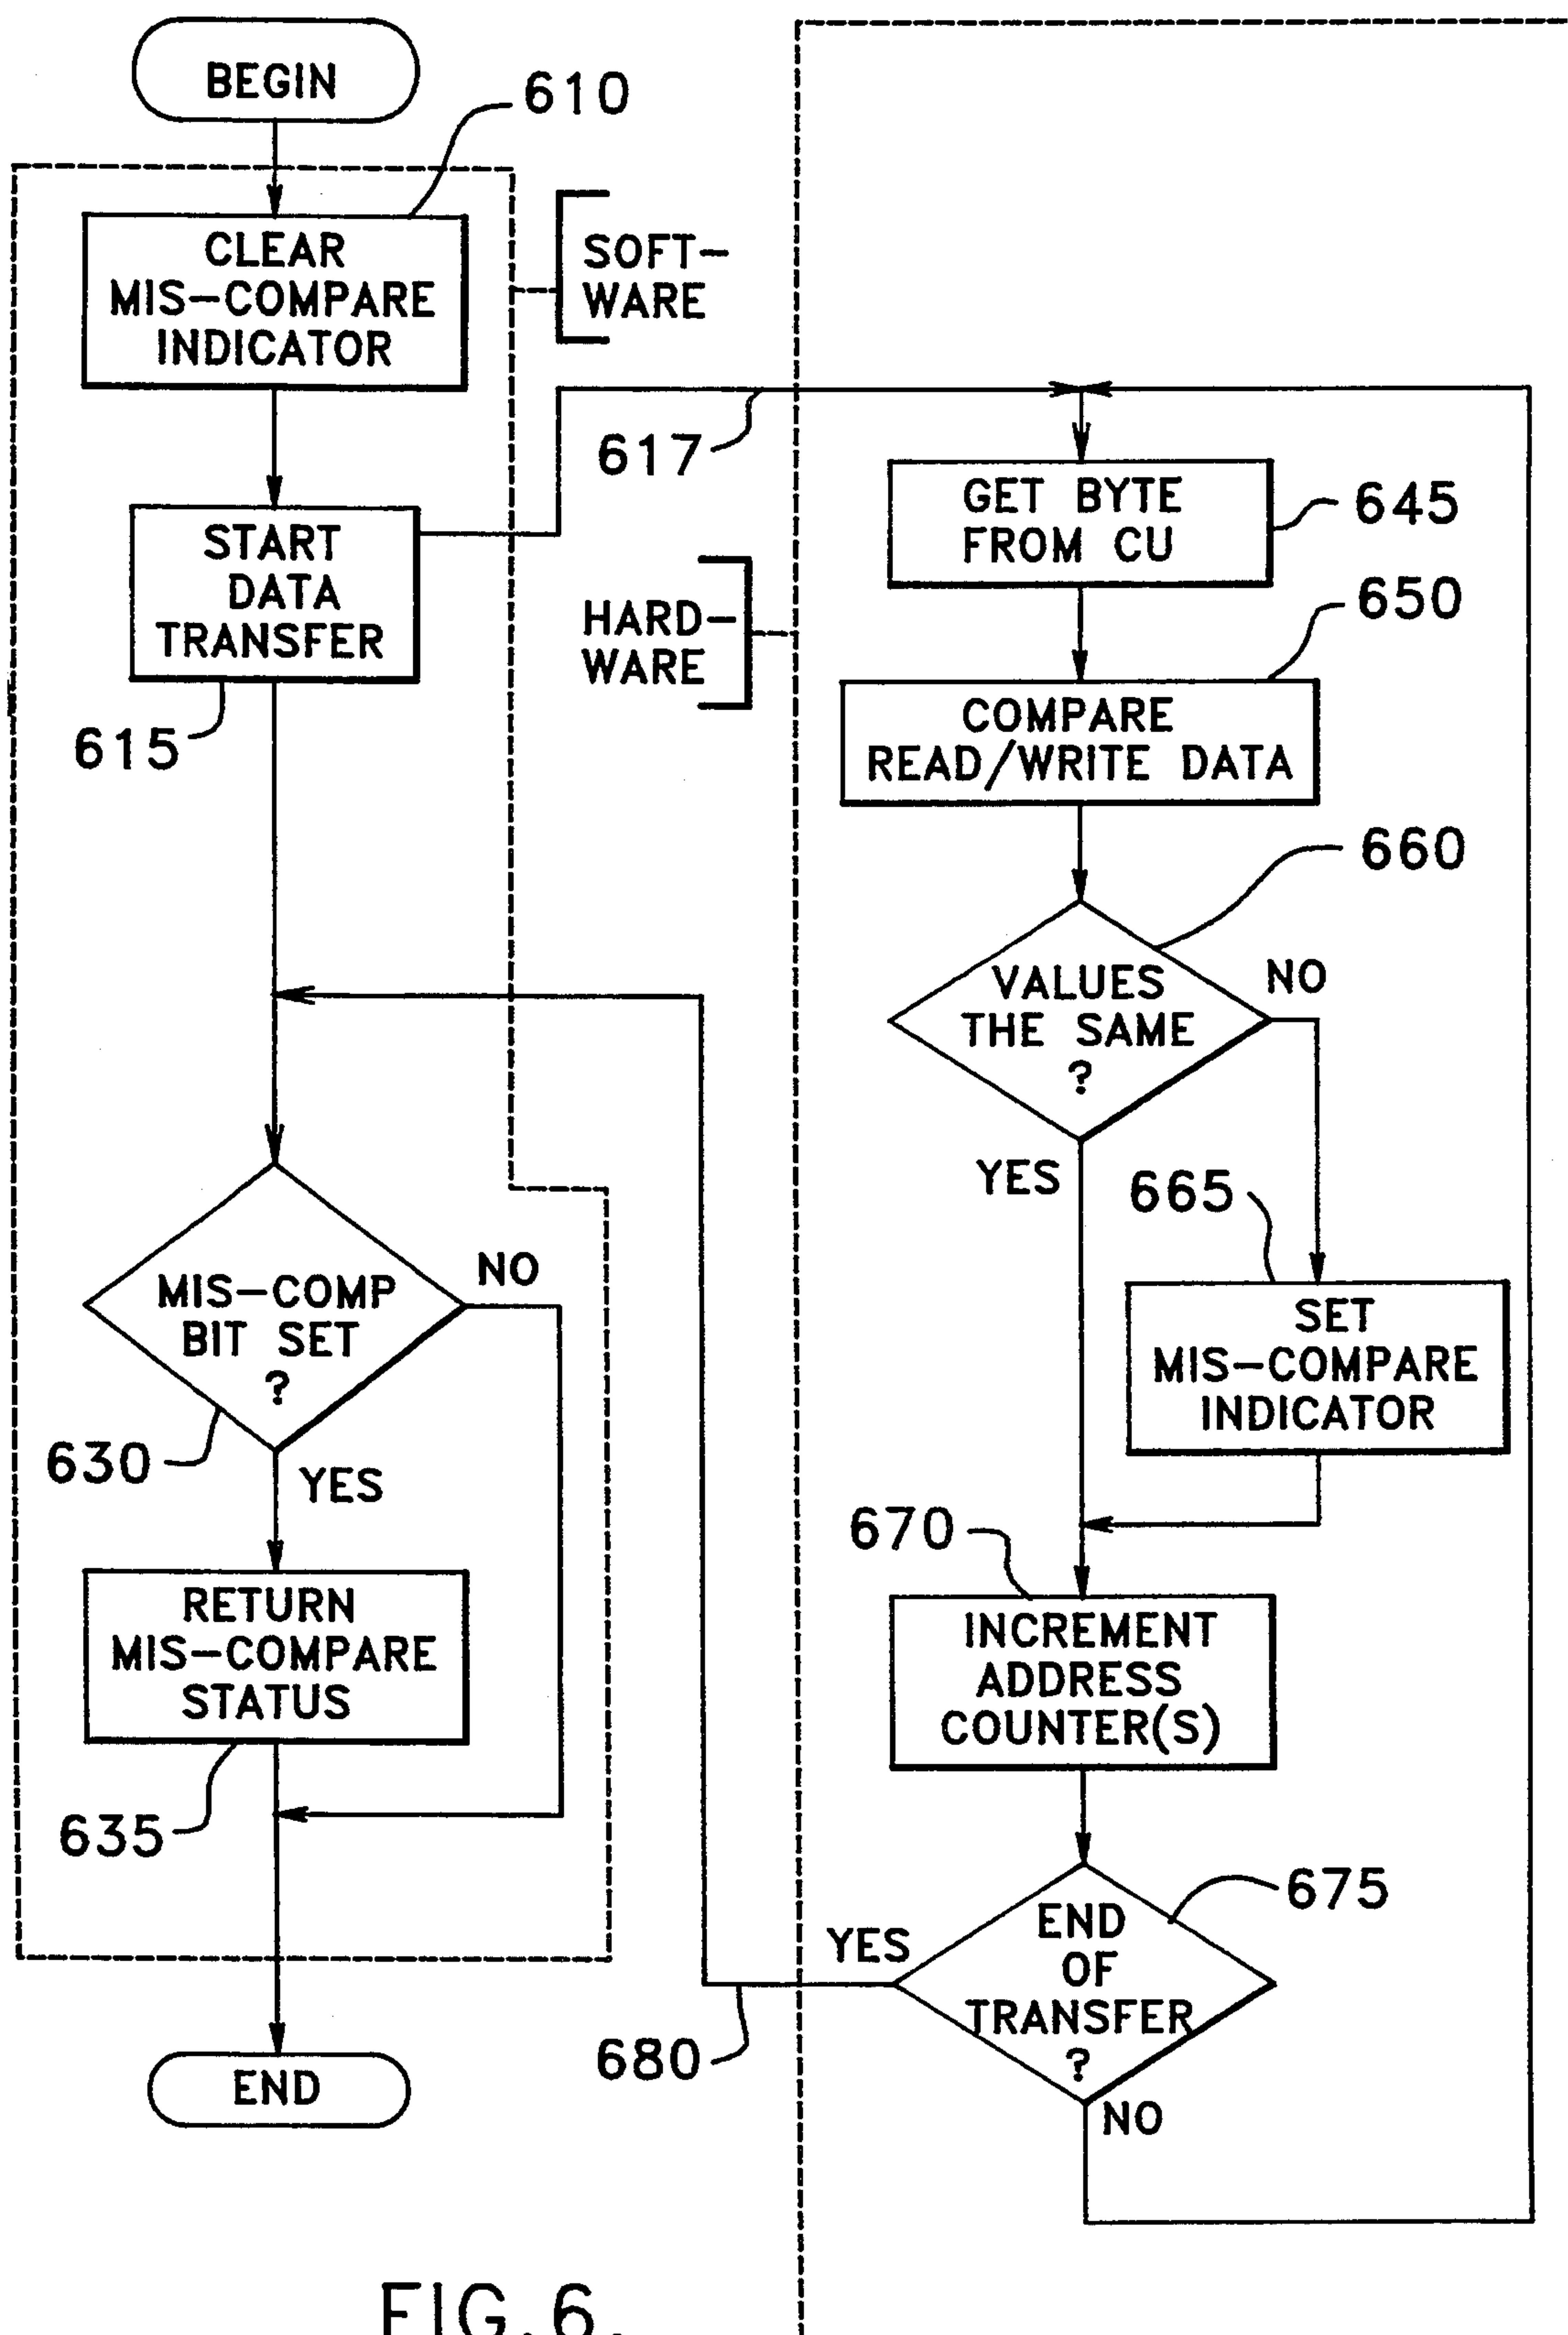 BEGIN
610
CLEAR
MIS-COMPARE
INDICATOR
SOFT-
WARE
617
START
DATA
TRANSFER
615
HARD-
WARE
GET BYTE
FROM CU
645
650
COMPARE
READ/WRITE DATA
660
VALUES
THE SAME
?
NO
YES
665
SET
MIS-COMPARE
INDICATOR
MIS-COMP
BIT SET
?
NO
630
YES
670
INCREMENT
ADDRESS
COUNTER(S)
RETURN
MIS-COMPARE
STATUS
635
675
END
OF
TRANSFER
?
YES
680
NO
END
FIG. 6.